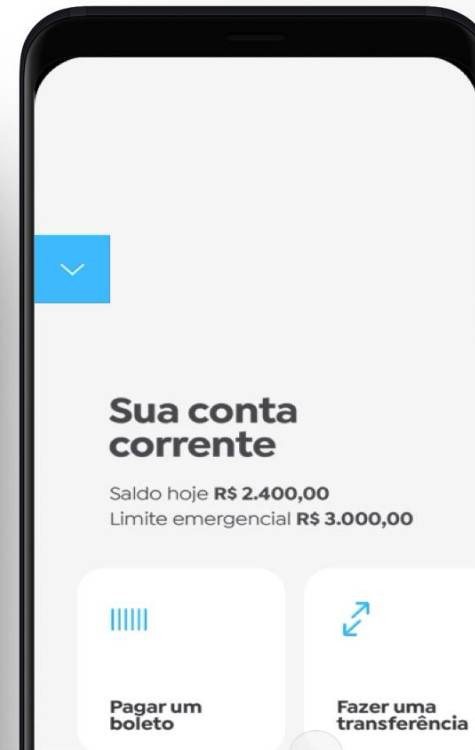 Sua conta
corrente
Saldo hoje R$ 2.400,00
Limite emergencial R$ 3.000,00
Pagar um
boleto
Fazer uma
transferência